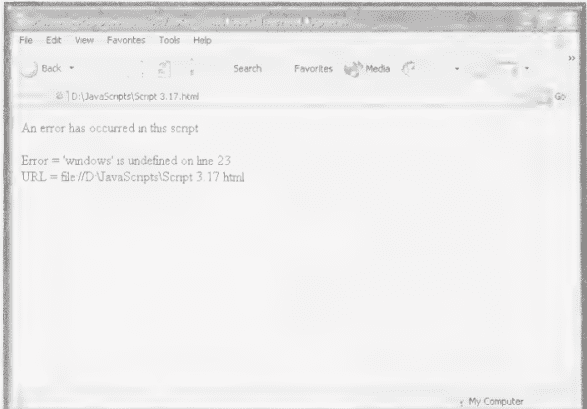 File Edit View Favorites Tools Help
Back Search Favorites Media
D:\JavaScripts\Script 3.17.html Go
An error has occurred in this script
Error = 'windows' is undefined on line 23
URL = file //D:\JavaScripts\Script 3.17 html
My Computer